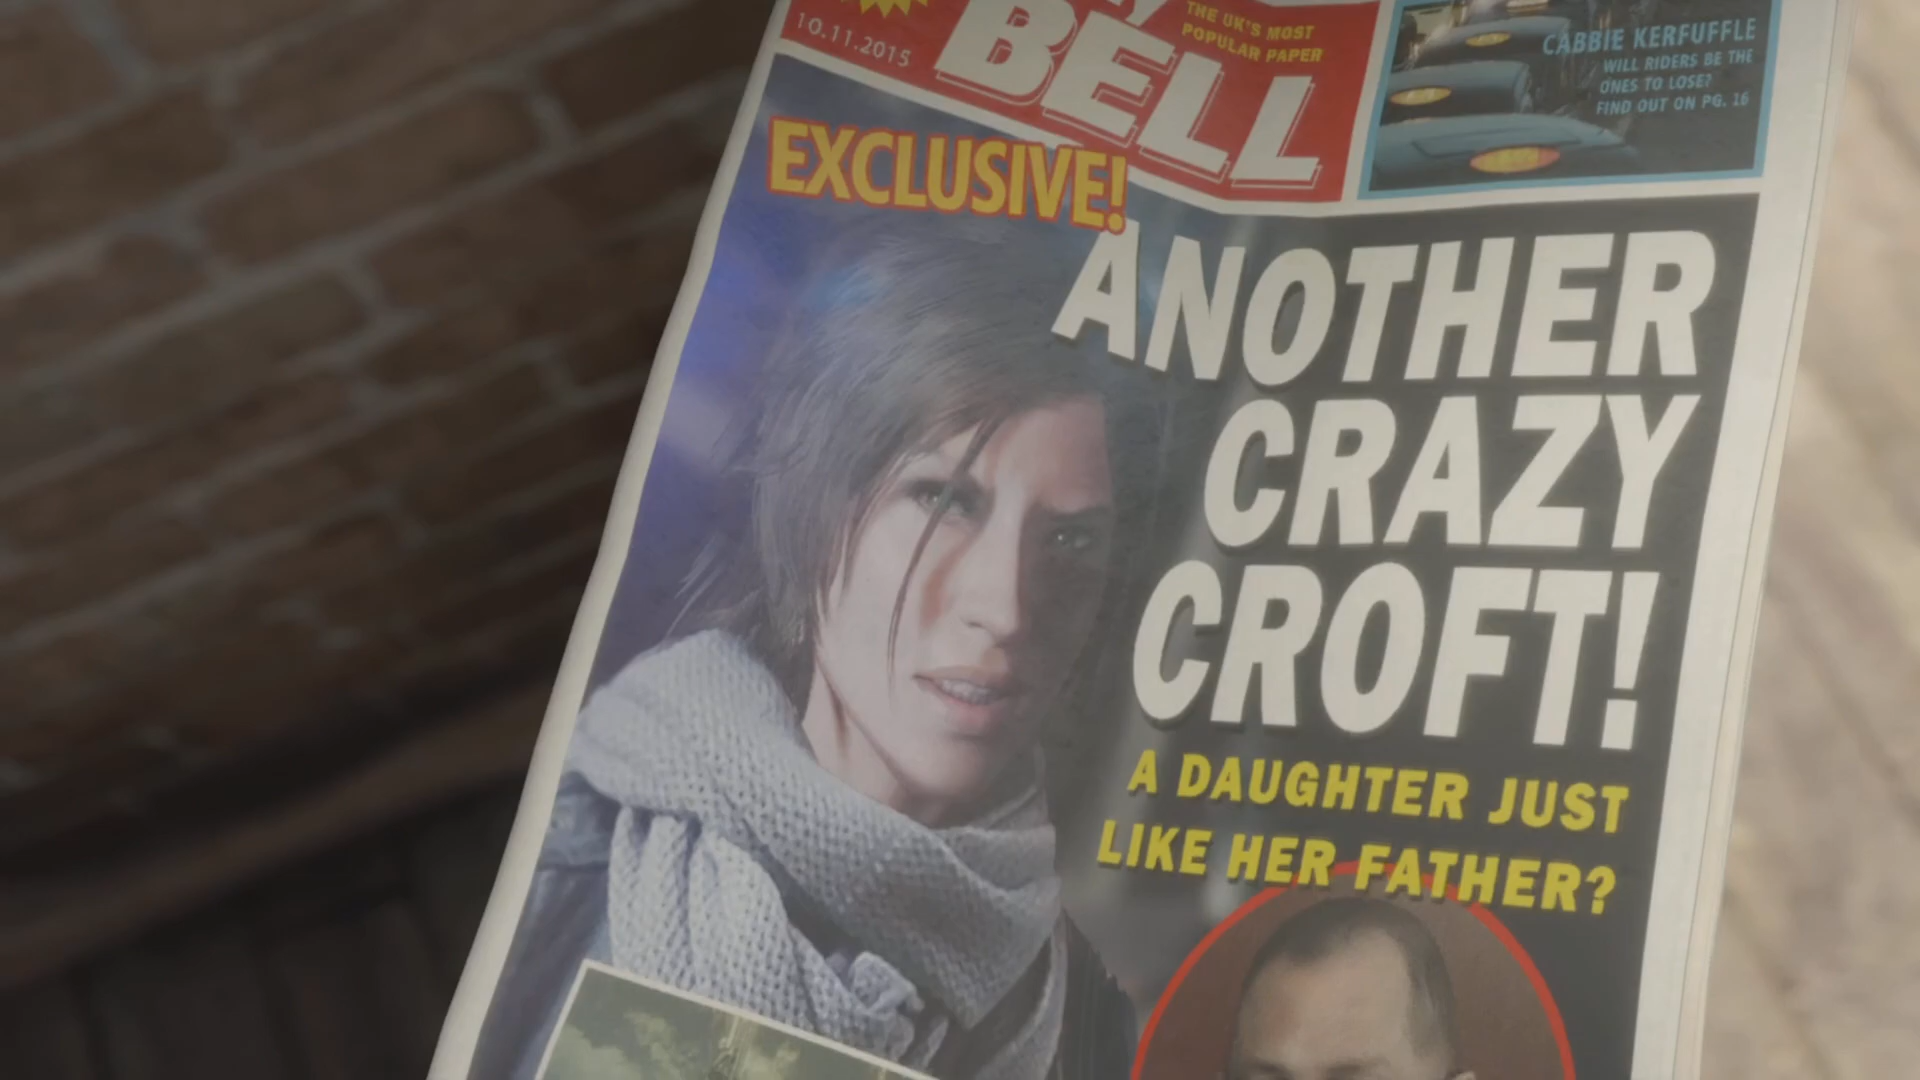 10.11.2015
BELL
THE UK'S MOST
POPULAR PAPER
CABBIE KERFUFFLE
WILL RIDERS BE THE
ONES TO LOSE?
FIND OUT ON PG. 16
EXCLUSIVE!
ANOTHER
CRAZY
CROFT!
A DAUGHTER JUST
LIKE HER FATHER?